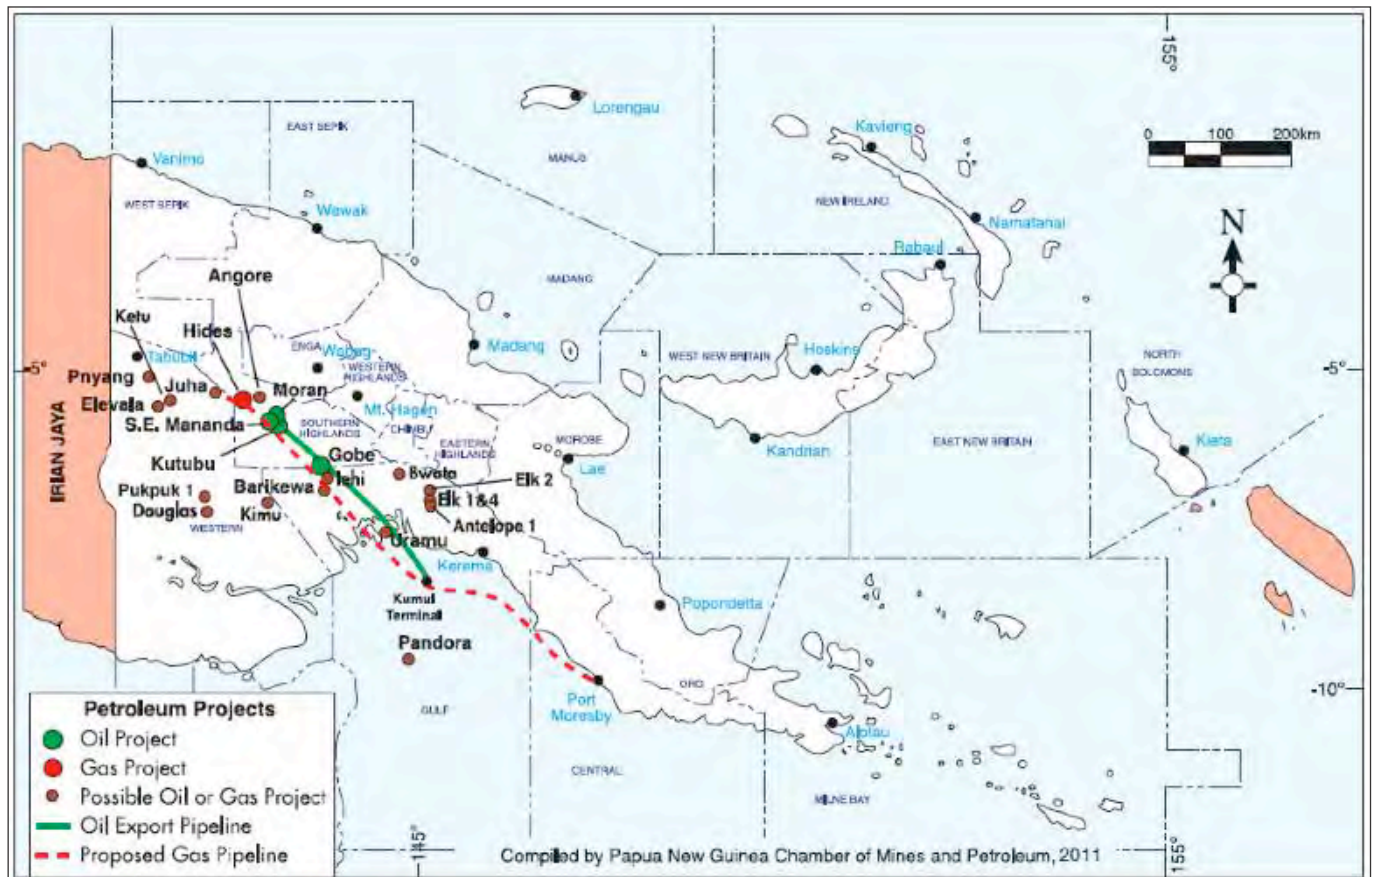 155°
Lorengau
EAST SEPIK
Kavieng
0 100 200km
MANUS
Vanimo
WEST SEPIK
NEW IRELAND
Wewak
Namatanai
N
Rabaul
Angore
MADANG
Ketu
Hides
ENGA
Wabag
Madang
Hoskins
WEST NEW BRITAIN
NORTH
SOLOMONS
Tabubil
WESTERN
HIGHLANDS
-5°
-5°
Pnyang
Juha
Moran
Elevala
Mt. Hagen
S.E. Mananda
SOUTHERN
HIGHLANDS
CHIMBU
EASTERN
HIGHLANDS
MOROBE
EAST NEW BRITAIN
Kieta
Kandrian
IRIAN JAYA
Kutubu
Gobe
Lae
Iehi
Bwata
Elk 2
Pukpuk 1
Barikewa
Elk 1&4
Douglas
Kimu
Antelope 1
WESTERN
Uramu
Kerema
Kumul
Terminal
Popondetta
Pandora
ORO
-10°
Port
Moresby
GULF
Alotau
CENTRAL
MILNE BAY
Petroleum Projects
Oil Project
Gas Project
Possible Oil or Gas Project
Oil Export Pipeline
Proposed Gas Pipeline
145°
Compiled by Papua New Guinea Chamber of Mines and Petroleum, 2011
155°